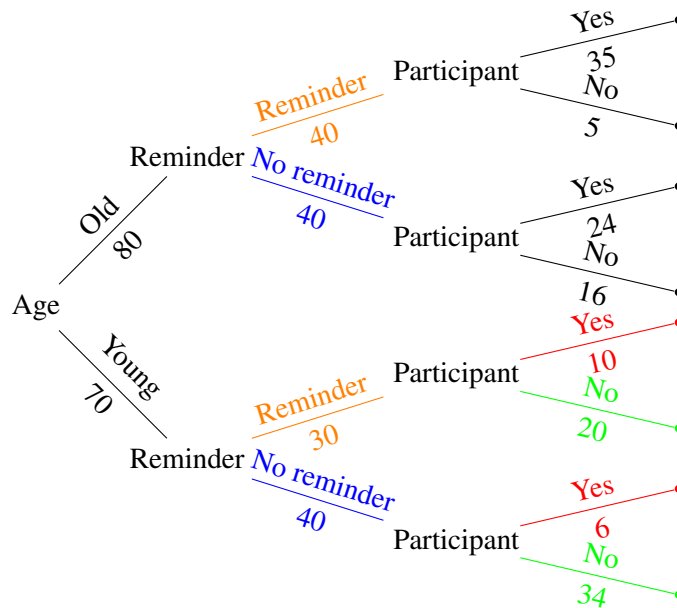 Age
Old
80
Young
70
Reminder
Reminder
40
No reminder
40
Participant
Yes
35
No
5
Participant
Yes
24
No
16
Reminder
Reminder
30
No reminder
40
Participant
Yes
10
No
20
Participant
Yes
6
No
34